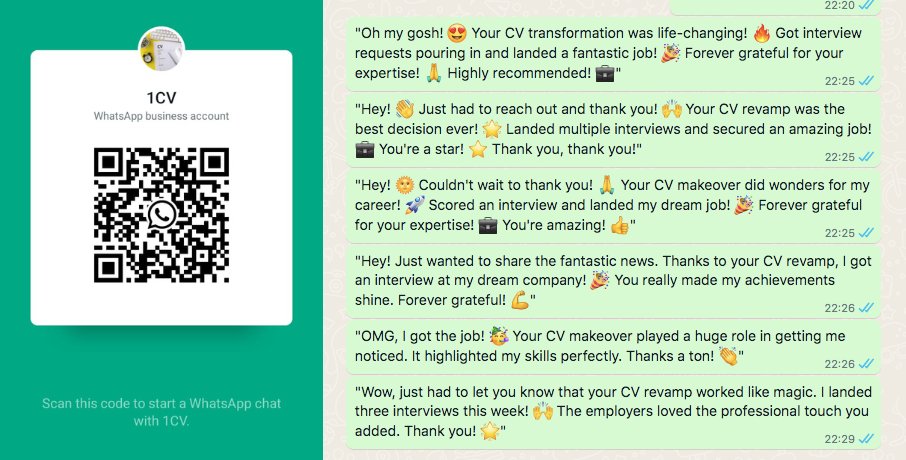 1CV
WhatsApp business account
Scan this code to start a WhatsApp chat
with 1CV.
22:20
"Oh my gosh! 😍 Your CV transformation was life-changing! 🔥 Got interview
requests pouring in and landed a fantastic job! 🎉 Forever grateful for your
expertise! 🙏 Highly recommended! 💼"
22:25
"Hey! 👋 Just had to reach out and thank you! 🙌 Your CV revamp was the
best decision ever! 🌟 Landed multiple interviews and secured an amazing job!
💼 You're a star! ⭐ Thank you, thank you!"
22:25
"Hey! 🌞 Couldn't wait to thank you! 🙏 Your CV makeover did wonders for my
career! 🚀 Scored an interview and landed my dream job! 🎉 Forever grateful
for your expertise! 💼 You're amazing! 👍"
22:25
"Hey! Just wanted to share the fantastic news. Thanks to your CV revamp, I got
an interview at my dream company! 🎉 You really made my achievements
shine. Forever grateful! 💪"
22:26
"OMG, I got the job! 🥳 Your CV makeover played a huge role in getting me
noticed. It highlighted my skills perfectly. Thanks a ton! 👏"
22:26
"Wow, just had to let you know that your CV revamp worked like magic. I landed
three interviews this week! 🙌 The employers loved the professional touch you
added. Thank you! 🌟"
22:29